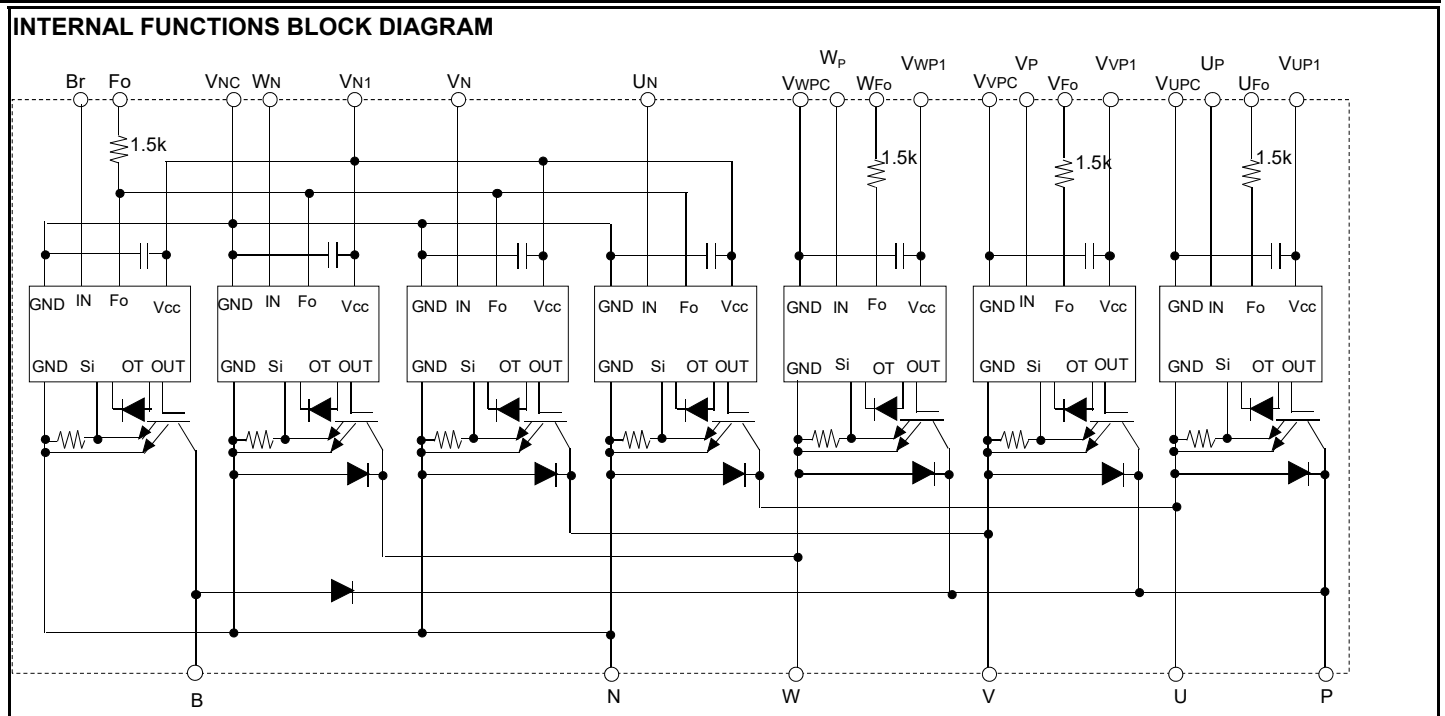 INTERNAL FUNCTIONS BLOCK DIAGRAM
Br Fo VNC WN VN1 VN UN VWPC WP WFo VWP1 VVPC VP VFo VVP1 VUPC UP UFo VUP1
1.5k 1.5k 1.5k 1.5k
GND IN Fo Vcc GND IN Fo Vcc GND IN Fo Vcc GND IN Fo Vcc GND IN Fo Vcc GND IN Fo Vcc GND IN Fo Vcc
GND Si OT OUT GND Si OT OUT GND Si OT OUT GND Si OT OUT GND Si OT OUT GND Si OT OUT GND Si OT OUT
B N W V U P